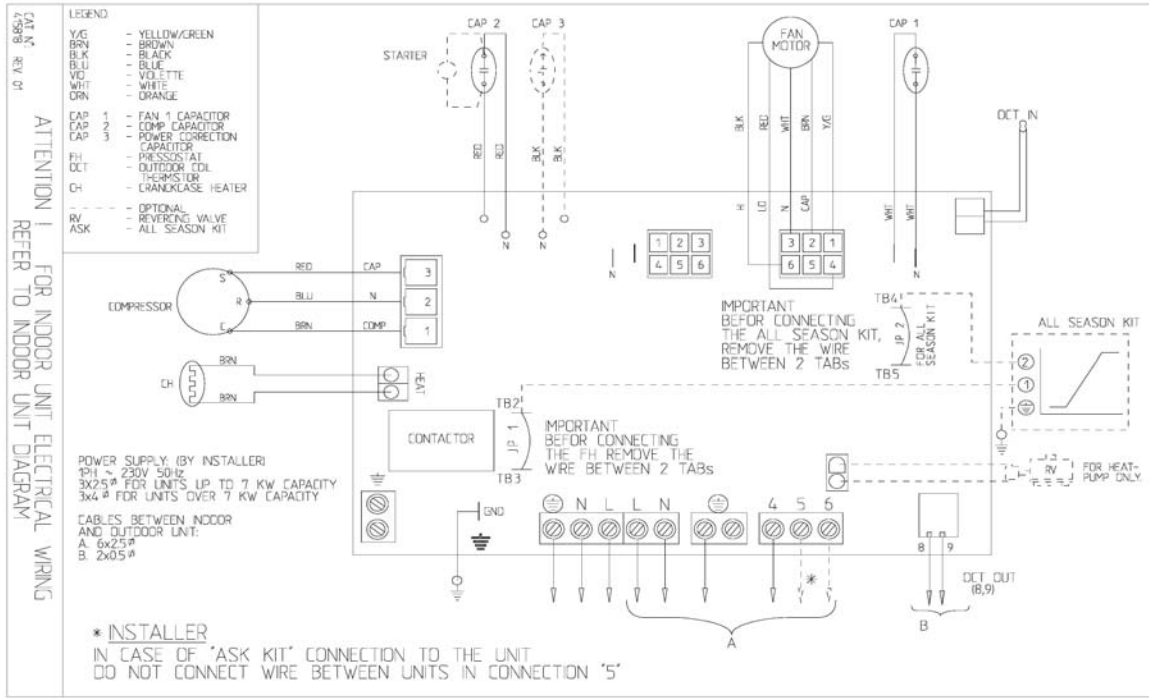 CAT N°.
415898 REV. 01
ATTENTION ! FOR INDOOR UNIT ELECTRICAL WIRING
REFER TO INDOOR UNIT DIAGRAM
LEGEND:
Y/G - YELLOW/GREEN
BRN - BROWN
BLK - BLACK
BLU - BLUE
VIO - VIOLETTE
WHT - WHITE
ORN - ORANGE
CAP 1 - FAN 1 CAPACITOR
CAP 2 - COMP CAPACITOR
CAP 3 - POWER CORRECTION
CAPACITOR
FH - PRESSOSTAT
OCT - OUTDOOR COIL
THERMISTOR
CH - CRANCKCASE HEATER
- - - - - - OPTIONAL
RV - REVERCING VALVE
ASK - ALL SEASON KIT
STARTER
CAP 2
CAP 3
FAN
MOTOR
CAP 1
OCT IN
RED
RED
BLK
BLK
BLK
RED
WHT
BRN
Y/G
WHT
WHT
H
LO
N
CAP
N
N
N
N
1 2 3
4 5 6
3 2 1
6 5 4
COMPRESSOR
S
R
C
RED CAP 3
BLU N 2
BRN COMP 1
CH
BRN
BRN
HEAT
CONTACTOR
TB2
JP 1
TB3
IMPORTANT
BEFOR CONNECTING
THE FH REMOVE THE
WIRE BETWEEN 2 TABs
IMPORTANT
BEFOR CONNECTING
THE ALL SEASON KIT,
REMOVE THE WIRE
BETWEEN 2 TABs
TB4
JP 2
TB5
FOR ALL
SEASON KIT
ALL SEASON KIT
2
1
RV
FOR HEAT-
PUMP ONLY.
POWER SUPPLY: (BY INSTALLER)
1PH ~ 230V 50Hz
3X2.5 FOR UNITS UP TO 7 KW CAPACITY
3x4 FOR UNITS OVER 7 KW CAPACITY
CABLES BETWEEN INDOOR
AND OUTDOOR UNIT:
A. 6x2.5
B. 2x0.5
GND
N L L N 4 5 6
*
A
8 9
OCT OUT
(8,9)
B
* INSTALLER
IN CASE OF "ASK KIT" CONNECTION TO THE UNIT
DO NOT CONNECT WIRE BETWEEN UNITS IN CONNECTION "5"